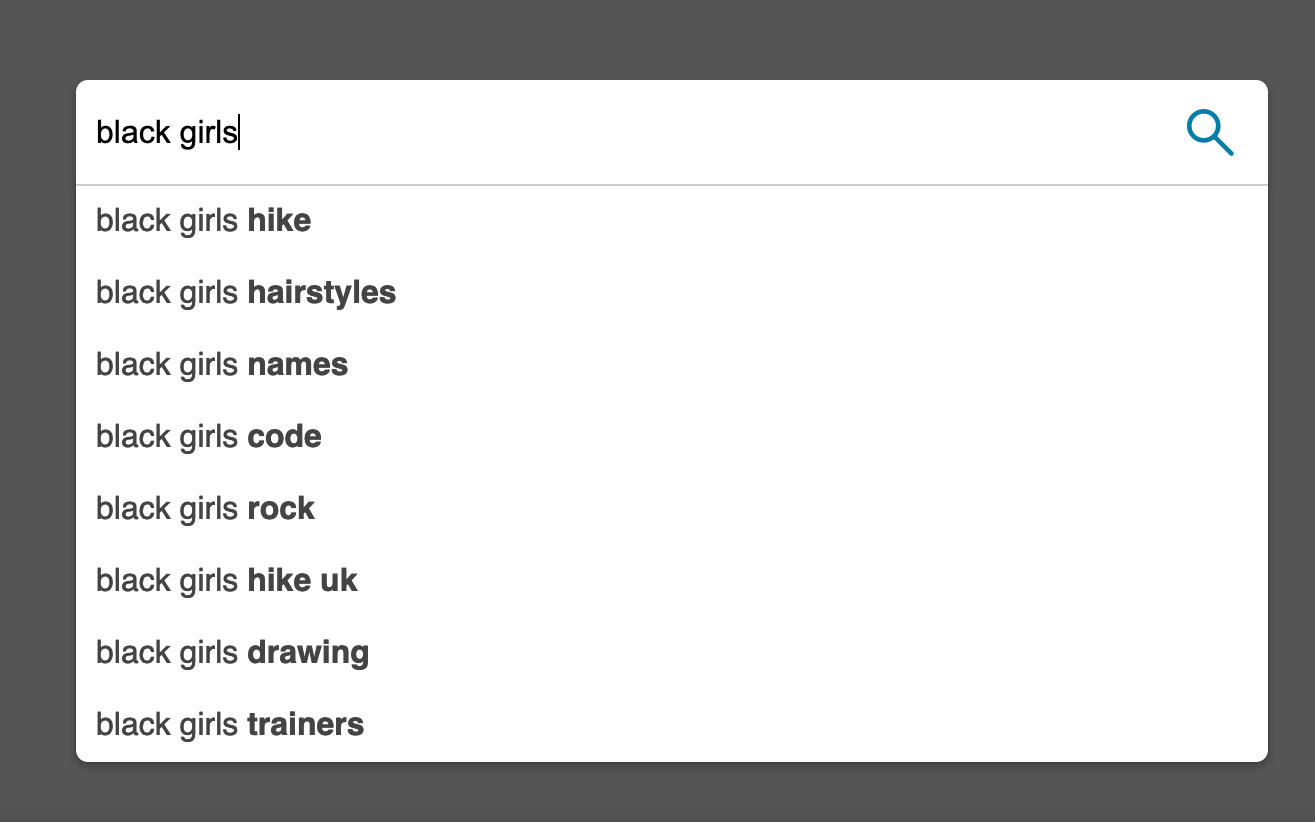 black girls
black girls hike
black girls hairstyles
black girls names
black girls code
black girls rock
black girls hike uk
black girls drawing
black girls trainers